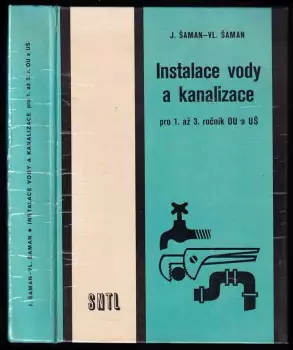 J. ŠAMAN–VL. ŠAMAN
Instalace vody
a kanalizace
pro 1. až 3. ročník OU a UŠ
SNTL
J. ŠAMAN–VL. ŠAMAN ● INSTALACE VODY A KANALIZACE pro 1. až 3. r. OU a UŠ